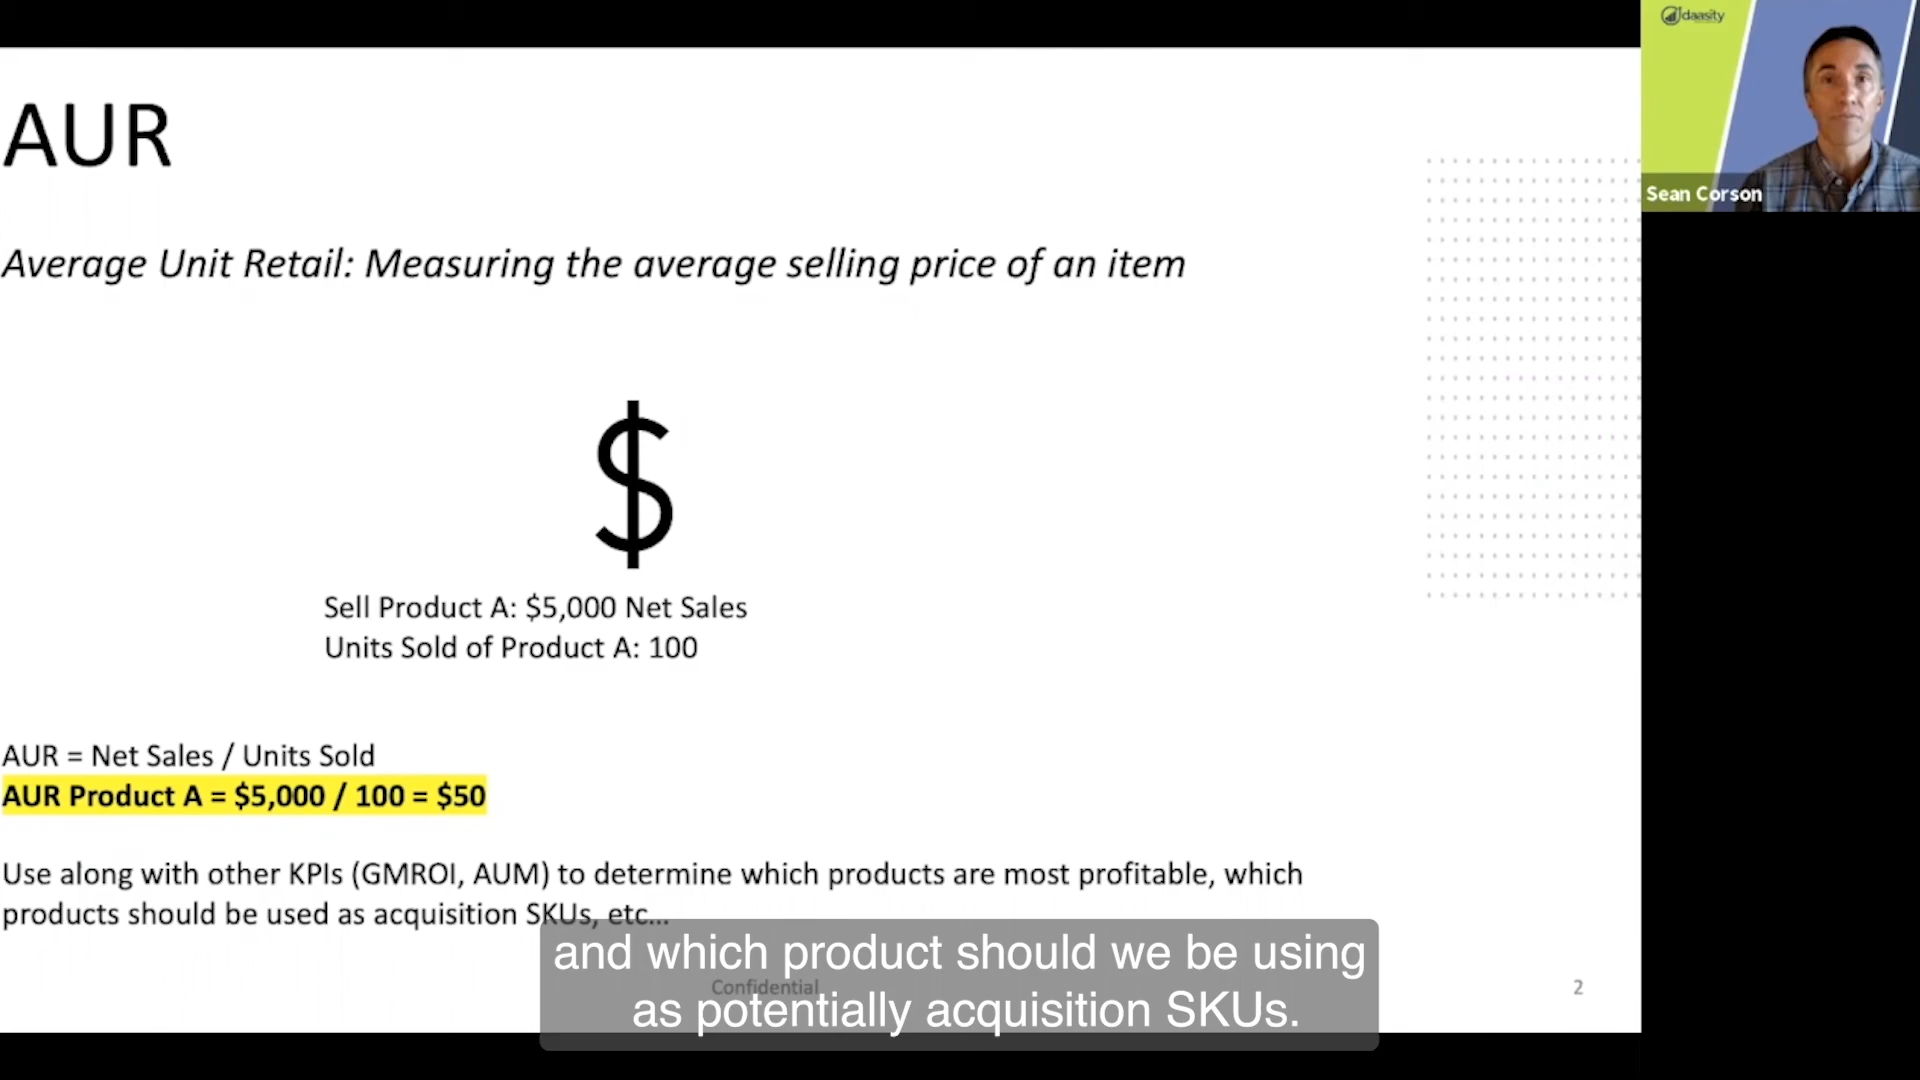 AUR
Average Unit Retail: Measuring the average selling price of an item
$
Sell Product A: $5,000 Net Sales
Units Sold of Product A: 100
AUR = Net Sales / Units Sold
AUR Product A = $5,000 / 100 = $50
Use along with other KPIs (GMROI, AUM) to determine which products are most profitable, which
products should be used as acquisition SKUs, etc...
Confidential
2
and which product should we be using
as potentially acquisition SKUs.
daasity
Sean Corson